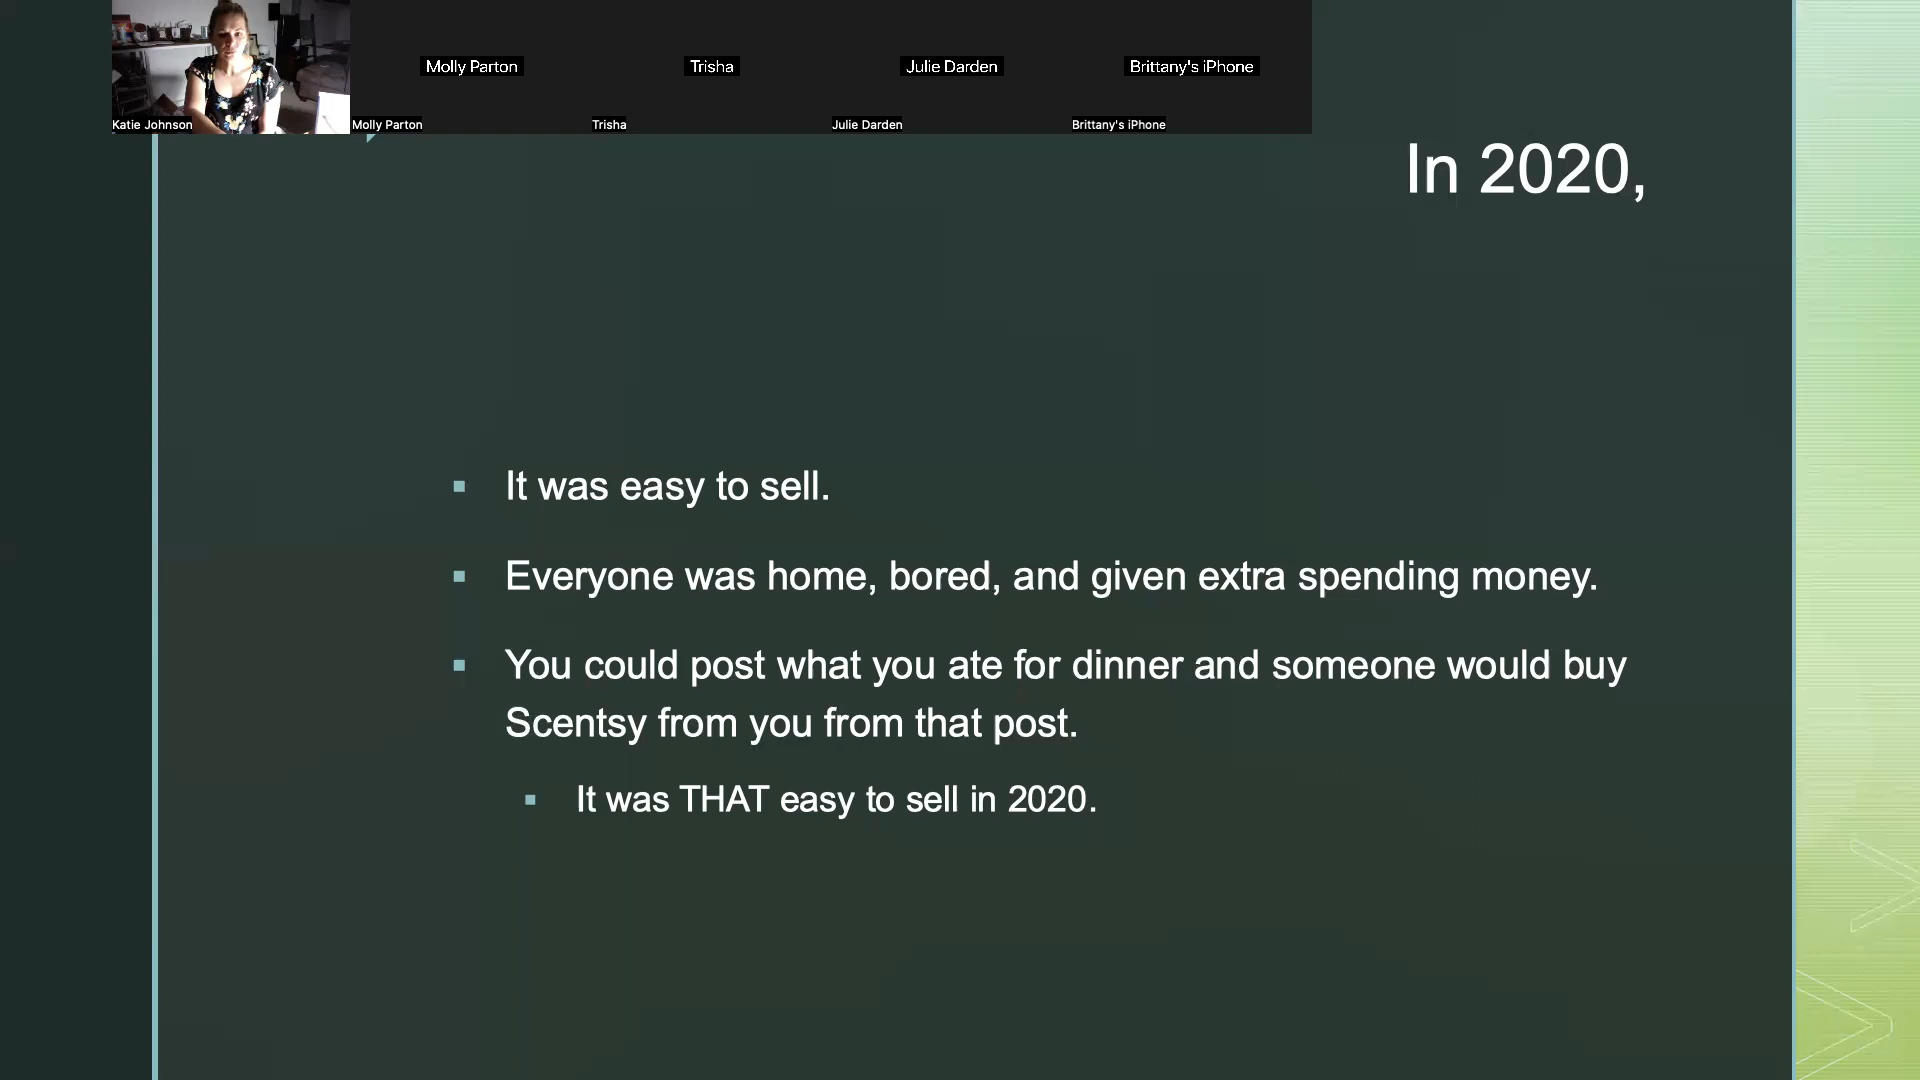 Molly Parton
Trisha
Julie Darden
Brittany's iPhone
Katie Johnson
Molly Parton
Trisha
Julie Darden
Brittany's iPhone
In 2020,
It was easy to sell.
Everyone was home, bored, and given extra spending money.
You could post what you ate for dinner and someone would buy
Scentsy from you from that post.
It was THAT easy to sell in 2020.